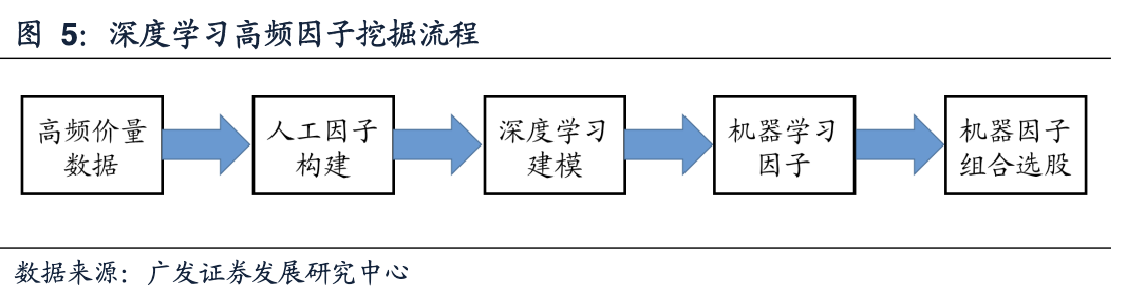 图 5：深度学习高频因子挖掘流程
高频价量
数据
人工因子
构建
深度学习
建模
机器学习
因子
机器因子
组合选股
数据来源：广发证券发展研究中心